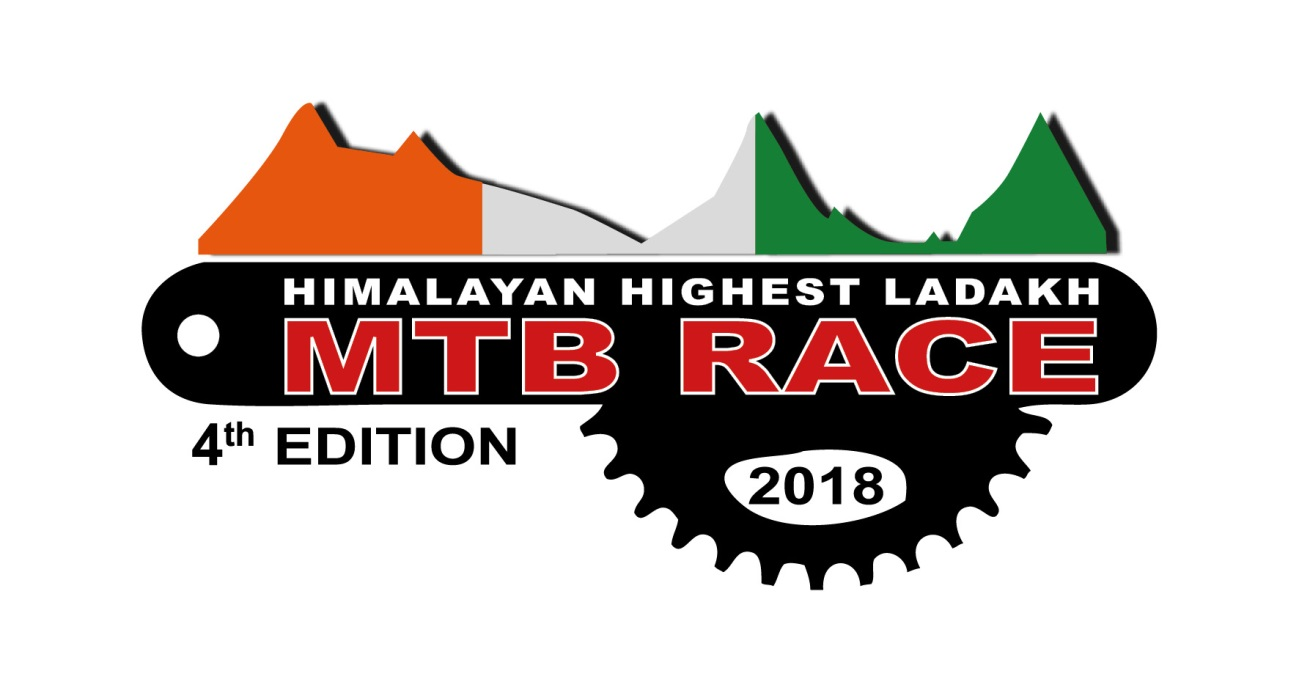 HIMALAYAN HIGHEST LADAKH
MTB RACE
4th EDITION
2018